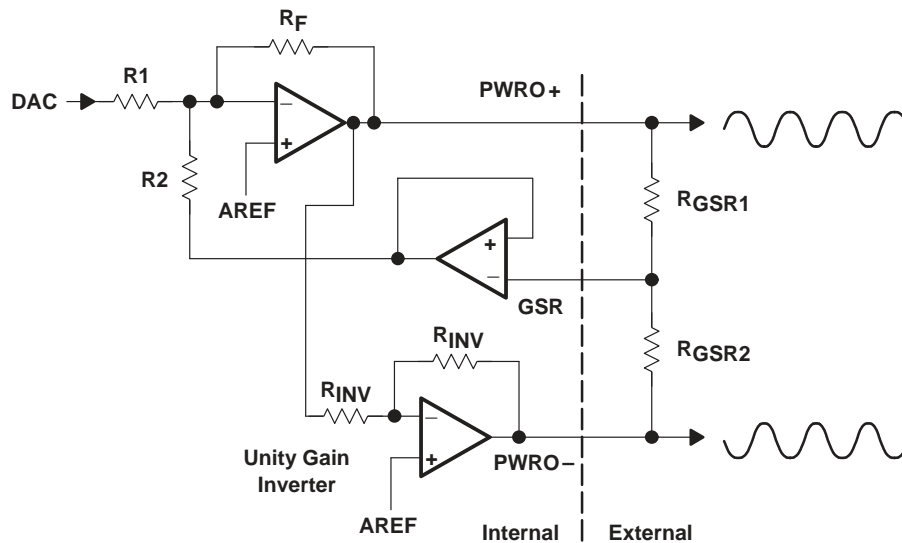 RF
R1
PWRO+
DAC
−
+
R2
RGSR1
AREF
+
−
GSR
RGSR2
RINV
RINV
−
+
Unity Gain
Inverter
PWRO−
AREF
Internal
External